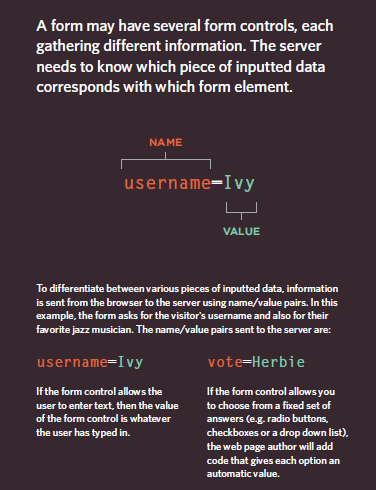 A form may have several form controls, each
gathering different information. The server
needs to know which piece of inputted data
corresponds with which form element.
NAME
username=Ivy
VALUE
To differentiate between various pieces of inputted data, information
is sent from the browser to the server using name/value pairs. In this
example, the form asks for the visitor's username and also for their
favorite jazz musician. The name/value pairs sent to the server are:
username=Ivy
If the form control allows the
user to enter text, then the value
of the form control is whatever
the user has typed in.
vote=Herbie
If the form control allows you
to choose from a fixed set of
answers (e.g. radio buttons,
checkboxes or a drop down list),
the web page author will add
code that gives each option an
automatic value.